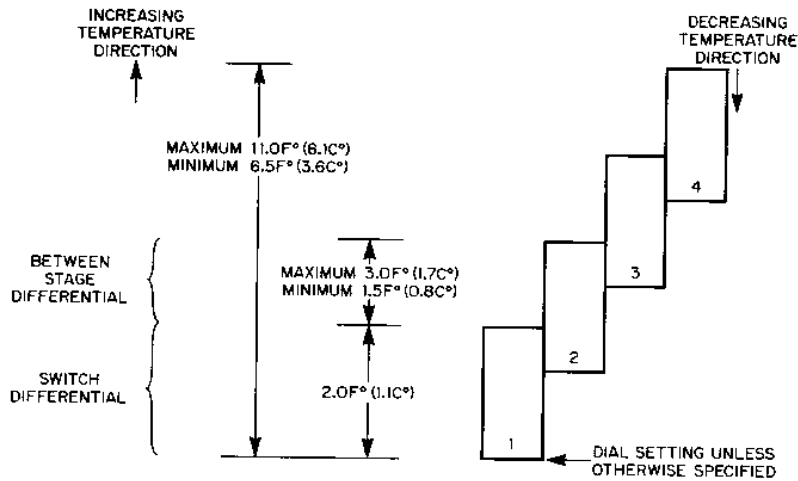 INCREASING
TEMPERATURE
DIRECTION
DECREASING
TEMPERATURE
DIRECTION
MAXIMUM 11.0F° (6.1C°)
MINIMUM 6.5F° (3.6C°)
4
BETWEEN
STAGE
DIFFERENTIAL
MAXIMUM 3.0F° (1.7C°)
MINIMUM 1.5F° (0.8C°)
3
2
SWITCH
DIFFERENTIAL
2.0F° (1.1C°)
1
DIAL SETTING UNLESS
OTHERWISE SPECIFIED